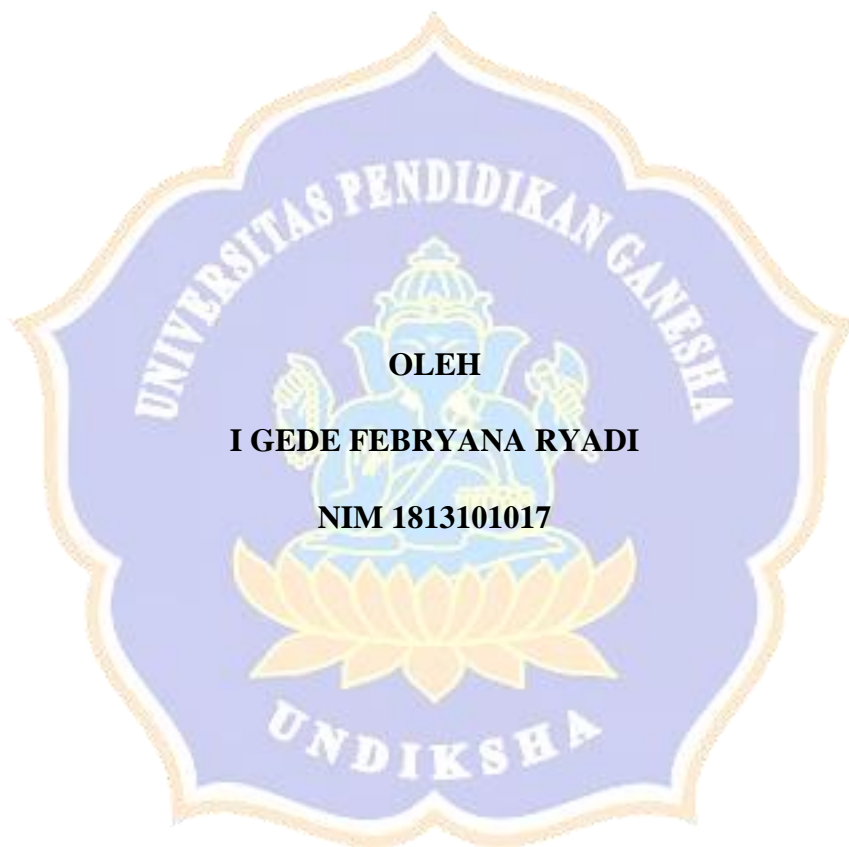 UNIVERSITAS PENDIDIKAN GANESHA
OLEH
I GEDE FEBRYANA RYADI
NIM 1813101017
UNDIKSHA